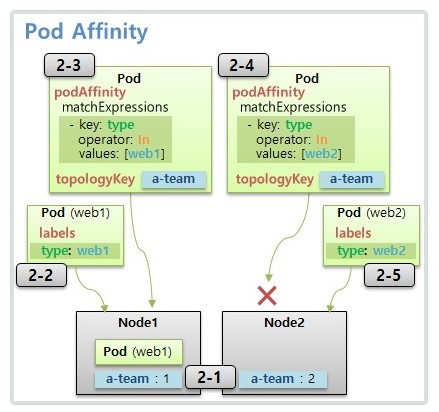 Pod Affinity
2-3
Pod
podAffinity
matchExpressions
- key: type
operator: In
values: [web1]
topologyKey a-team
2-4
Pod
podAffinity
matchExpressions
- key: type
operator: In
values: [web2]
topologyKey a-team
Pod (web1)
labels
type: web1
2-2
Pod (web2)
labels
type: web2
2-5
Node1
Pod (web1)
a-team : 1
2-1
Node2
a-team : 2